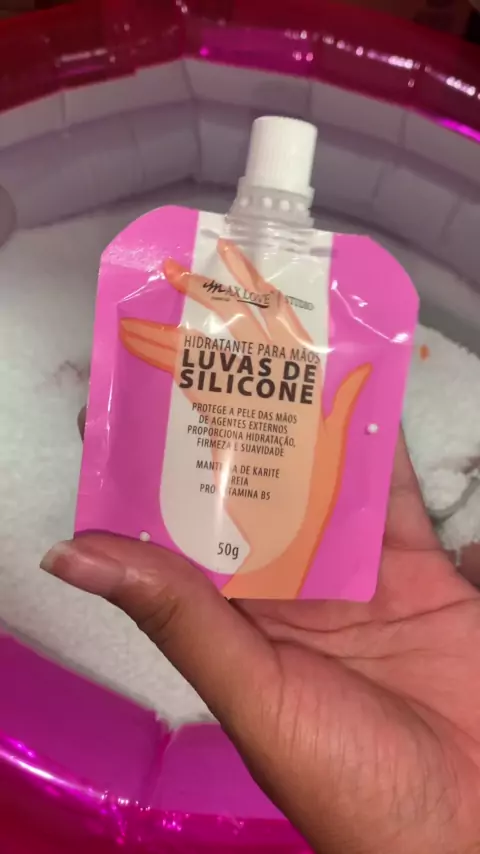 MAX LOVE STUDIO
HIDRATANTE PARA MÃOS
LUVAS DE
SILICONE
PROTEGE A PELE DAS MÃOS
DE AGENTES EXTERNOS
PROPORCIONA HIDRATAÇÃO,
FIRMEZA E SUAVIDADE
DE KARITE
B5
50g